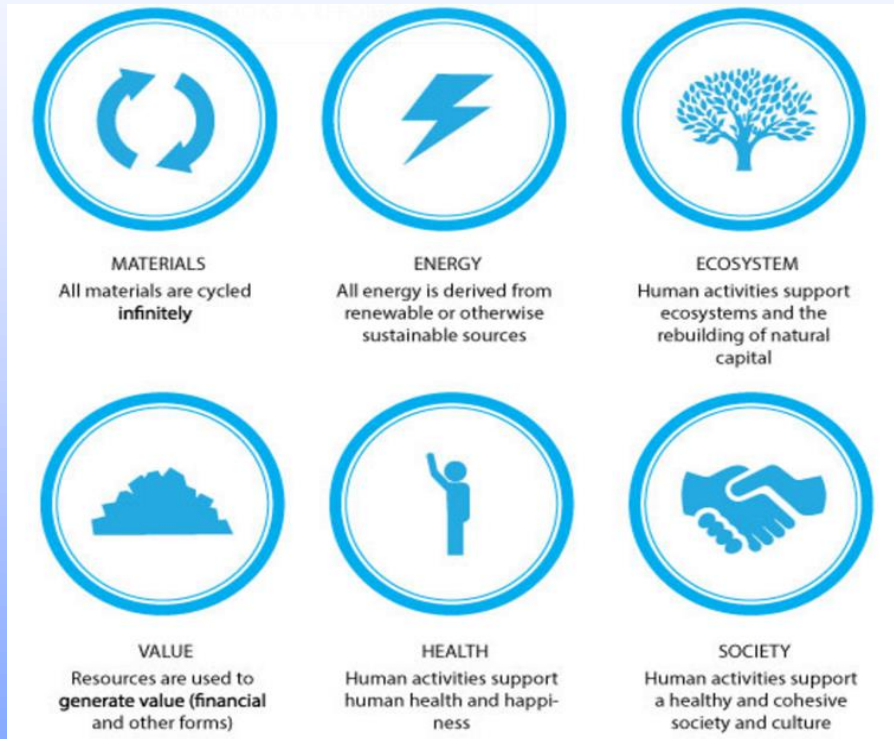 MATERIALS
All materials are cycled
infinitely
ENERGY
All energy is derived from
renewable or otherwise
sustainable sources
ECOSYSTEM
Human activities support
ecosystems and the
rebuilding of natural
capital
VALUE
Resources are used to
generate value (financial
and other forms)
HEALTH
Human activities support
human health and happi-
ness
SOCIETY
Human activities support
a healthy and cohesive
society and culture